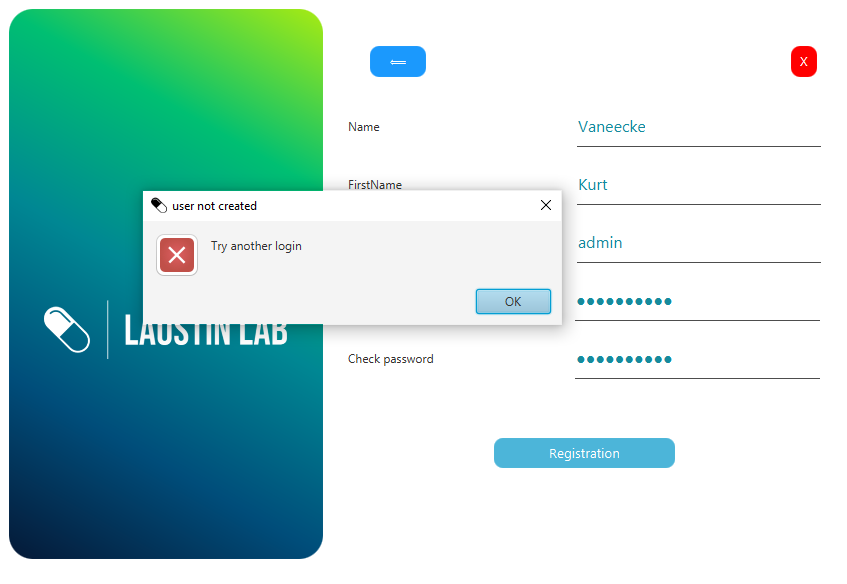 ⟸
X
Name
Vaneecke
FirstName
Kurt
user not created
Try another login
admin
OK
LAUSTIN LAB
●●●●●●●●●●
Check password
●●●●●●●●●●
Registration